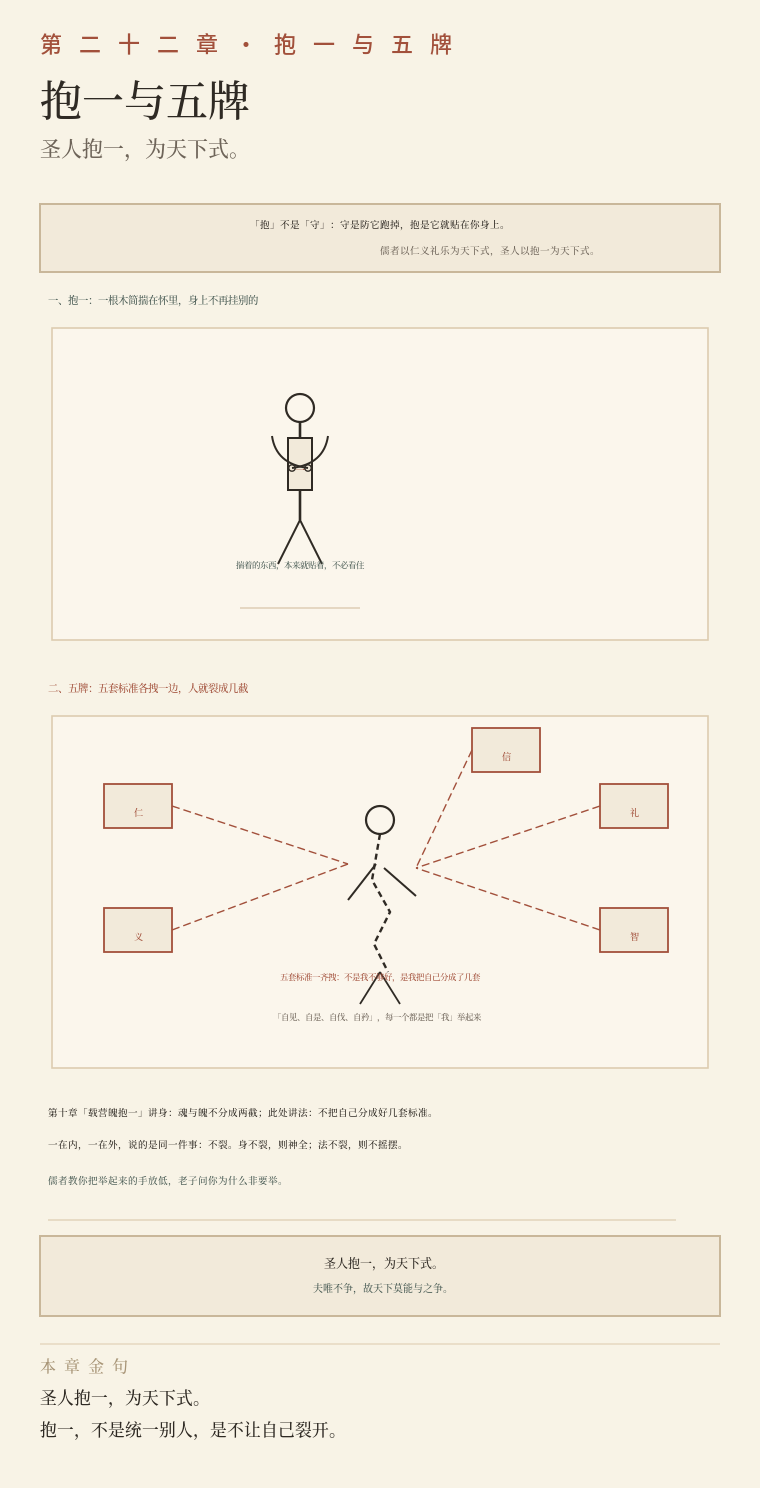 第二十二章·抱一与五牌
抱一与五牌
圣人抱一，为天下式。
「抱」不是「守」：守是防它跑掉，抱是它就贴在你身上。
儒者以仁义礼乐为天下式，圣人以抱一为天下式。
一、抱一：一根木简揣在怀里，身上不再挂别的
揣着的东西，本来就贴着，不必看住
二、五牌：五套标准各拽一边，人就裂成几截
信
仁
礼
义
智
五套标准一齐拽：不是我不够好，是我把自己分成了几套
「自见、自是、自伐、自矜」，每一个都是把「我」举起来
第十章「载营魄抱一」讲身：魂与魄不分成两截；此处讲法：不把自己分成好几套标准。
一在内，一在外，说的是同一件事：不裂。身不裂，则神全；法不裂，则不摇摆。
儒者教你把举起来的手放低，老子问你为什么非要举。
圣人抱一，为天下式。
夫唯不争，故天下莫能与之争。
本章金句
圣人抱一，为天下式。
抱一，不是统一别人，是不让自己裂开。